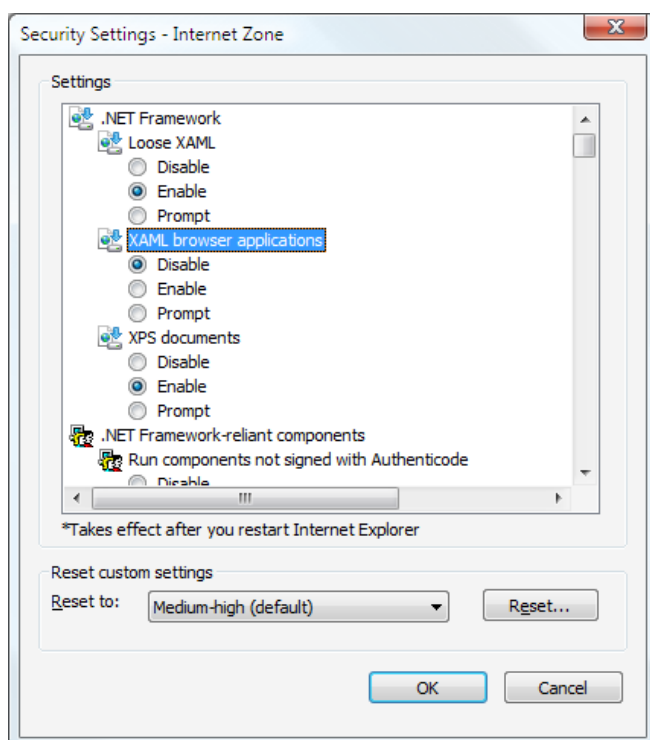 Security Settings - Internet Zone
Settings
.NET Framework
Loose XAML
Disable
Enable
Prompt
XAML browser applications
Disable
Enable
Prompt
XPS documents
Disable
Enable
Prompt
.NET Framework-reliant components
Run components not signed with Authenticode
Disable
*Takes effect after you restart Internet Explorer
Reset custom settings
Reset to: Medium-high (default) Reset...
OK Cancel